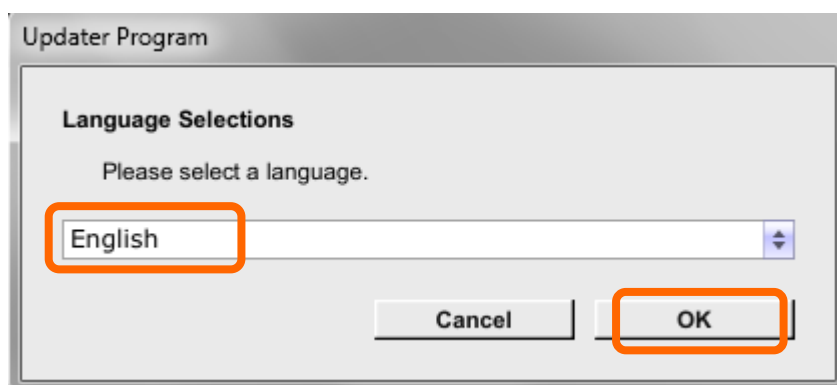 Updater Program
Language Selections
Please select a language.
English
Cancel
OK